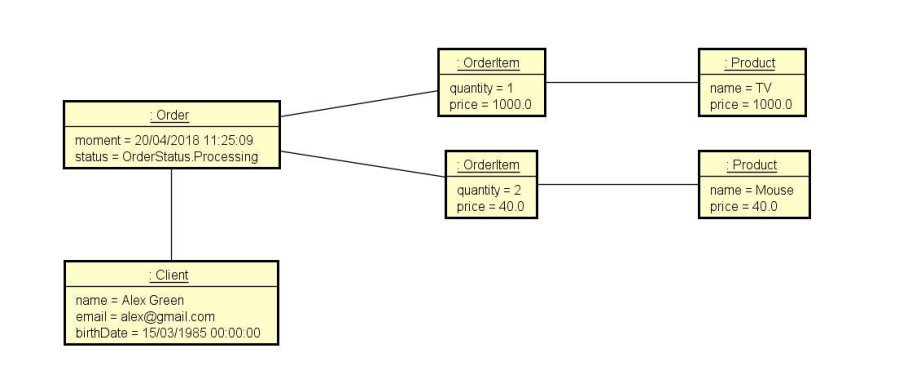 : OrderItem
quantity = 1
price = 1000.0
: Product
name = TV
price = 1000.0
: Order
moment = 20/04/2018 11:25:09
status = OrderStatus.Processing
: OrderItem
quantity = 2
price = 40.0
: Product
name = Mouse
price = 40.0
: Client
name = Alex Green
email = alex@gmail.com
birthDate = 15/03/1985 00:00:00